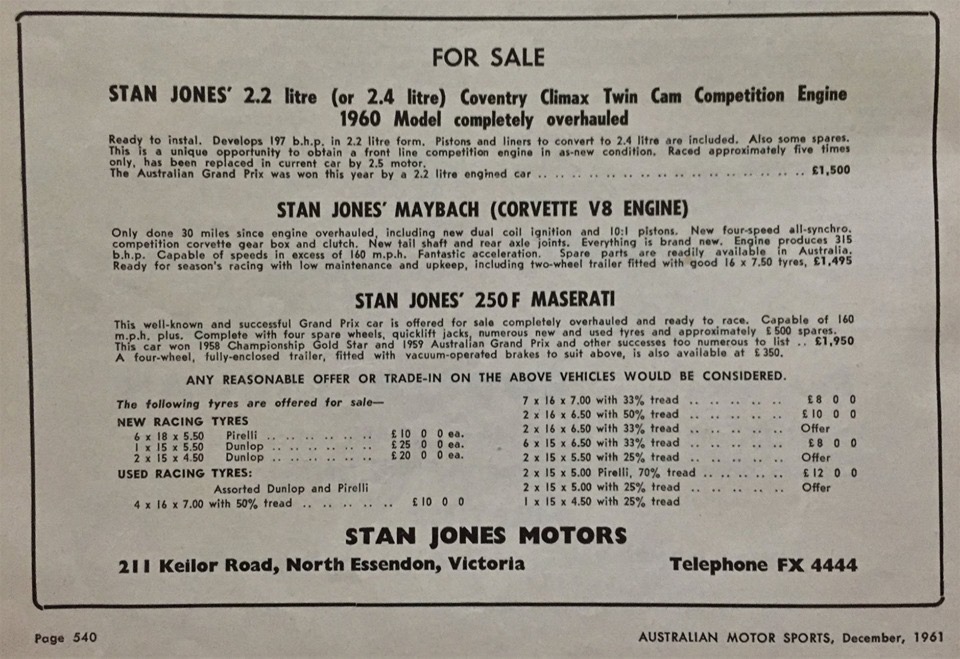 FOR SALE
STAN JONES' 2.2 litre (or 2.4 litre) Coventry Climax Twin Cam Competition Engine
1960 Model completely overhauled
Ready to instal. Develops 197 b.h.p. in 2.2 litre form. Pistons and liners to convert to 2.4 litre are included. Also some spares.
This is a unique opportunity to obtain a front line competition engine in as-new condition. Raced approximately five times
only, has been replaced in current car by 2.5 motor.
The Australian Grand Prix was won this year by a 2.2 litre engined car .. .. .. .. .. .. .. .. .. .. .. .. .. .. .. .. £1,500
STAN JONES' MAYBACH (CORVETTE V8 ENGINE)
Only done 30 miles since engine overhauled, including new dual coil ignition and 10:1 pistons. New four-speed all-synchro.
competition corvette gear box and clutch. New tail shaft and rear axle joints. Everything is brand new. Engine produces 315
b.h.p. Capable of speeds in excess of 160 m.p.h. Fantastic acceleration. Spare parts are readily available in Australia.
Ready for season's racing with low maintenance and upkeep, including two-wheel trailer fitted with good 16 x 7.50 tyres, £1,495
STAN JONES' 250F MASERATI
This well-known and successful Grand Prix car is offered for sale completely overhauled and ready to race. Capable of 160
m.p.h. plus. Complete with four spare wheels, quicklift jacks, numerous new and used tyres and approximately £500 spares.
This car won 1958 Championship Gold Star and 1959 Australian Grand Prix and other successes too numerous to list .. £1,950
A four-wheel, fully-enclosed trailer, fitted with vacuum-operated brakes to suit above, is also available at £350.
ANY REASONABLE OFFER OR TRADE-IN ON THE ABOVE VEHICLES WOULD BE CONSIDERED.
The following tyres are offered for sale—
NEW RACING TYRES
6 x 18 x 5.50 Pirelli .. .. .. .. .. .. £10 0 0 ea.
1 x 15 x 5.50 Dunlop .. .. .. .. .. .. £25 0 0 ea.
2 x 15 x 4.50 Dunlop .. .. .. .. .. .. £20 0 0 ea.
USED RACING TYRES:
Assorted Dunlop and Pirelli
4 x 16 x 7.00 with 50% tread .. .. .. .. .. £10 0 0
7 x 16 x 7.00 with 33% tread .. .. .. .. .. £8 0 0
2 x 16 x 6.50 with 50% tread .. .. .. .. .. £10 0 0
2 x 16 x 6.50 with 33% tread .. .. .. .. .. Offer
6 x 15 x 6.50 with 33% tread .. .. .. .. .. £8 0 0
2 x 15 x 5.50 with 25% tread .. .. .. .. .. Offer
2 x 15 x 5.00 Pirelli, 70% tread .. .. .. .. .. £12 0 0
2 x 15 x 5.00 with 25% tread .. .. .. .. .. Offer
1 x 15 x 4.50 with 25% tread
STAN JONES MOTORS
211 Keilor Road, North Essendon, Victoria Telephone FX 4444
Page 540 AUSTRALIAN MOTOR SPORTS, December, 1961